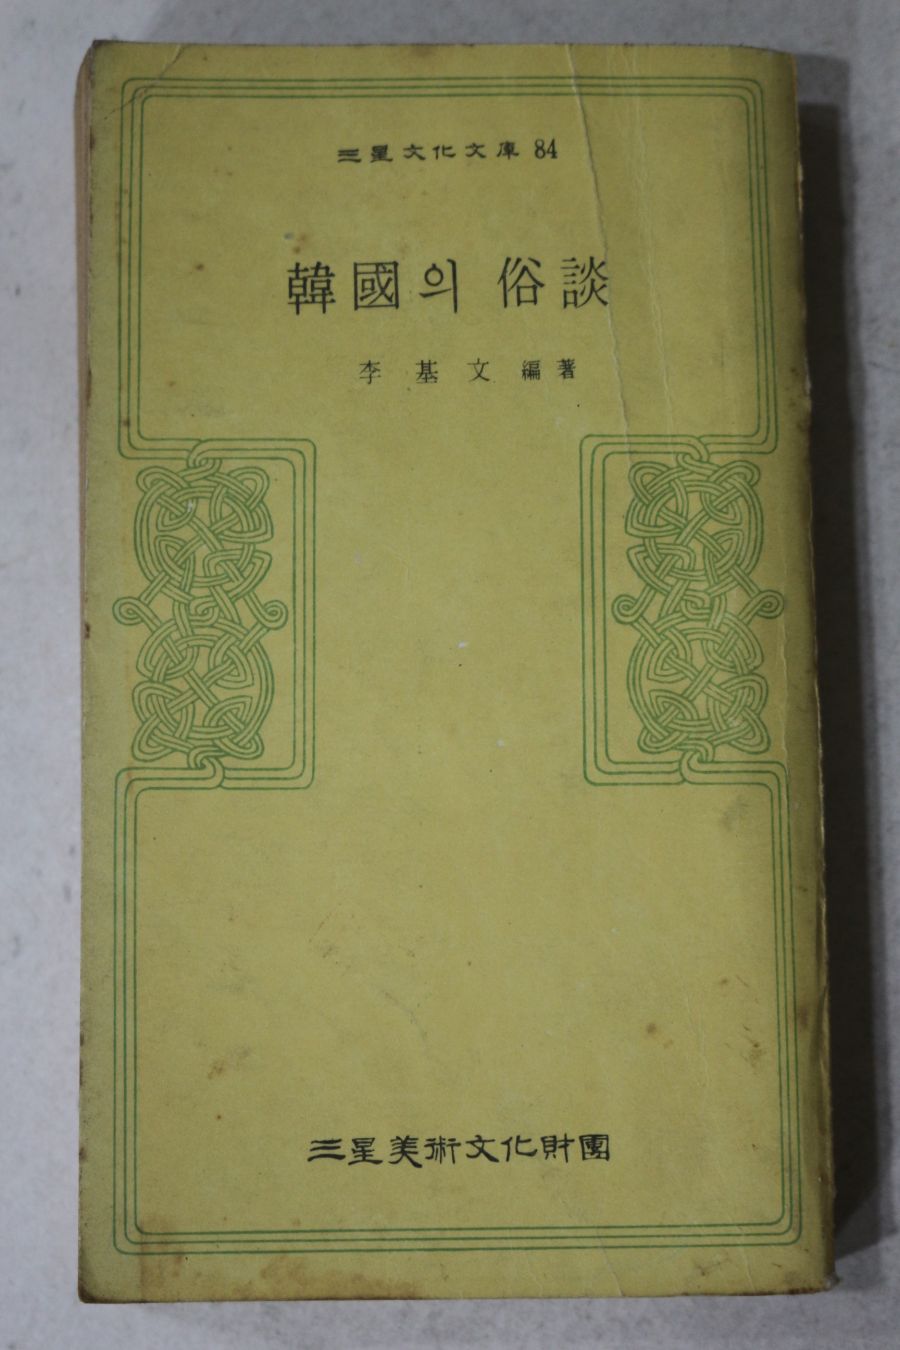 三星文化文庫 84
韓國의 俗談
李基文 編著
三星美術文化財團